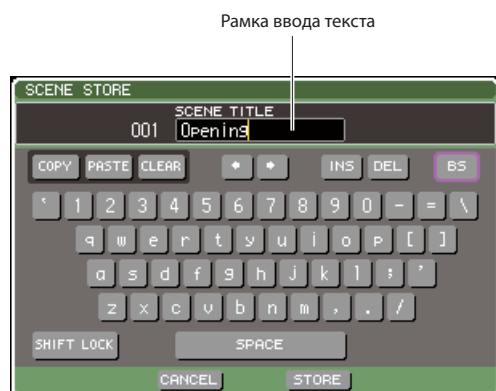 Рамка ввода текста
SCENE STORE
SCENE TITLE
001 Opening
COPY PASTE CLEAR INS DEL BS
` 1 2 3 4 5 6 7 8 9 0 - = \
q w e r t y u i o p [ ]
a s d f g h j k l ; '
z x c v b n m , . /
SHIFT LOCK SPACE
CANCEL STORE